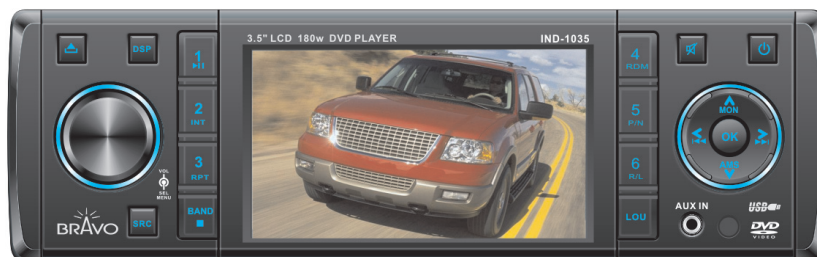 3.5" LCD 180w DVD PLAYER
IND-1035
DSP
1
2
INT
3
RPT
VOL
SEL
MENU
BRAVO
SRC
BAND
4
RDM
5
P/N
6
R/L
LOU
MON
OK
AMS
AUX IN
USB
DVD
VIDEO